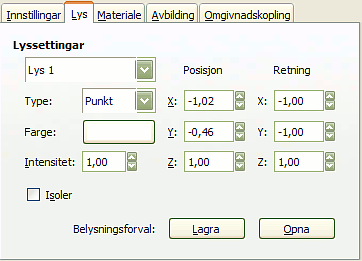 Innstillingar Lys Materiale Avbilding Omgivnadskopling
Lyssettingar
Lys 1 Posisjon Retning
Type: Punkt X: -1,02 X: -1,00
Farge: Y: -0,46 Y: -1,00
Intensitet: 1,00 Z: 1,00 Z: 1,00
Isoler
Belysningsforval: Lagra Opna